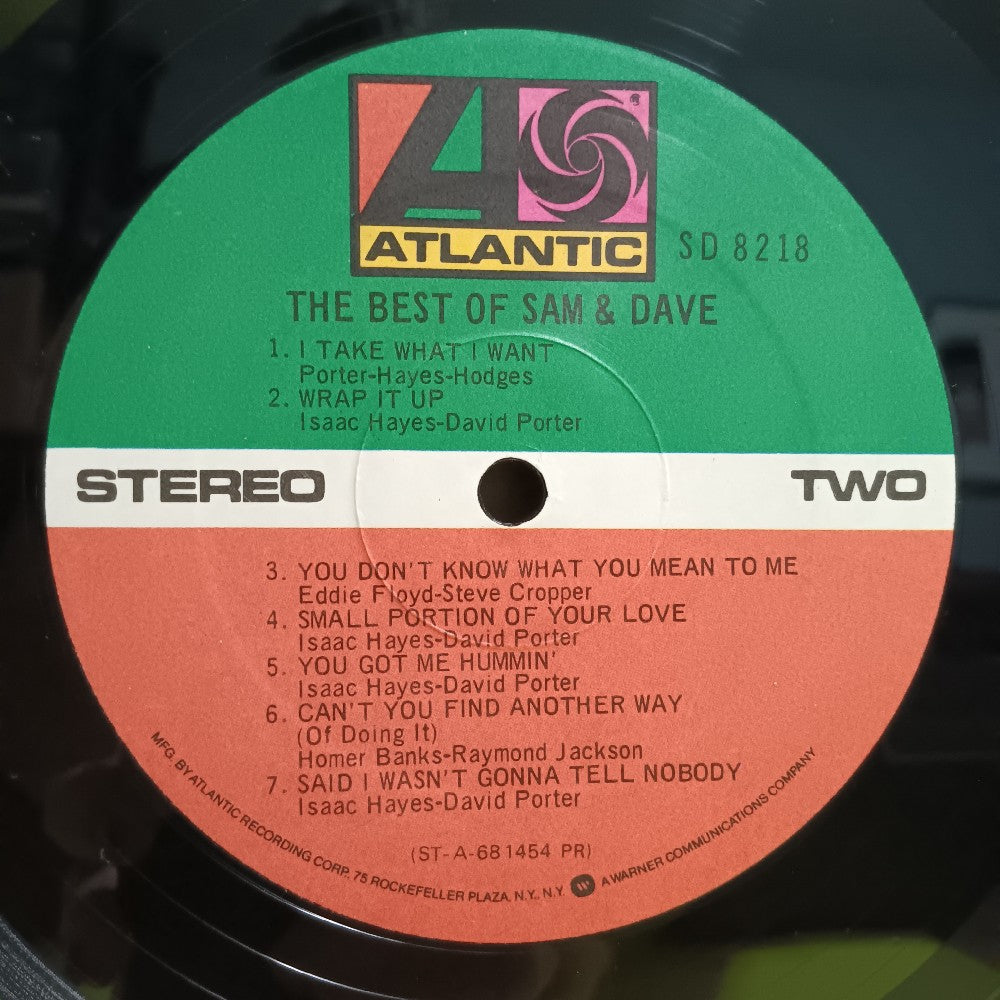 ATLANTIC
SD 8218
THE BEST OF SAM & DAVE
1. I TAKE WHAT I WANT
Porter-Hayes-Hodges
2. WRAP IT UP
Isaac Hayes-David Porter
STEREO
TWO
3. YOU DON'T KNOW WHAT YOU MEAN TO ME
Eddie Floyd-Steve Cropper
4. SMALL PORTION OF YOUR LOVE
Isaac Hayes-David Porter
5. YOU GOT ME HUMMIN'
Isaac Hayes-David Porter
6. CAN'T YOU FIND ANOTHER WAY
(Of Doing It)
Homer Banks-Raymond Jackson
7. SAID I WASN'T GONNA TELL NOBODY
Isaac Hayes-David Porter
(ST-A-681454 PR)
MFG. BY ATLANTIC RECORDING CORP. 75 ROCKEFELLER PLAZA, N.Y., N.Y. A WARNER COMMUNICATIONS COMPANY